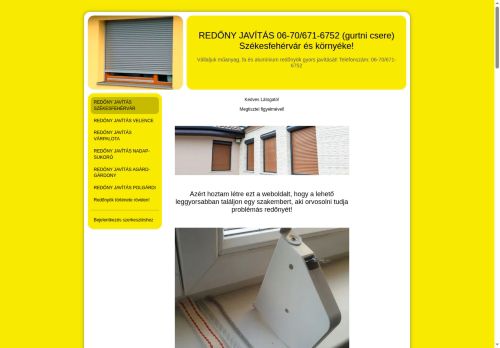 REDŐNY JAVÍTÁS 06-70/671-6752 (gurtni csere)
Székesfehérvár és környéke!
Vállaljuk műanyag, fa és alumínium redőnyök gyors javítását! Telefonszám: 06-70/671-
6752
REDŐNY JAVÍTÁS
SZÉKESFEHÉRVÁR
REDŐNY JAVÍTÁS VELENCE
REDŐNY JAVÍTÁS
VÁRPALOTA
REDŐNY JAVÍTÁS NADAP-
SUKORÓ
REDŐNY JAVÍTÁS AGÁRD-
GÁRDONY
REDŐNY JAVÍTÁS POLGÁRDI
Redőnyök története röviden!
Bejelentkezés szerkesztéshez
Kedves Látogató!
Megtisztel figyelmével!
Azért hoztam létre ezt a weboldalt, hogy a lehető
leggyorsabban találjon egy szakembert, aki orvosolni tudja
problémás redőnyét!